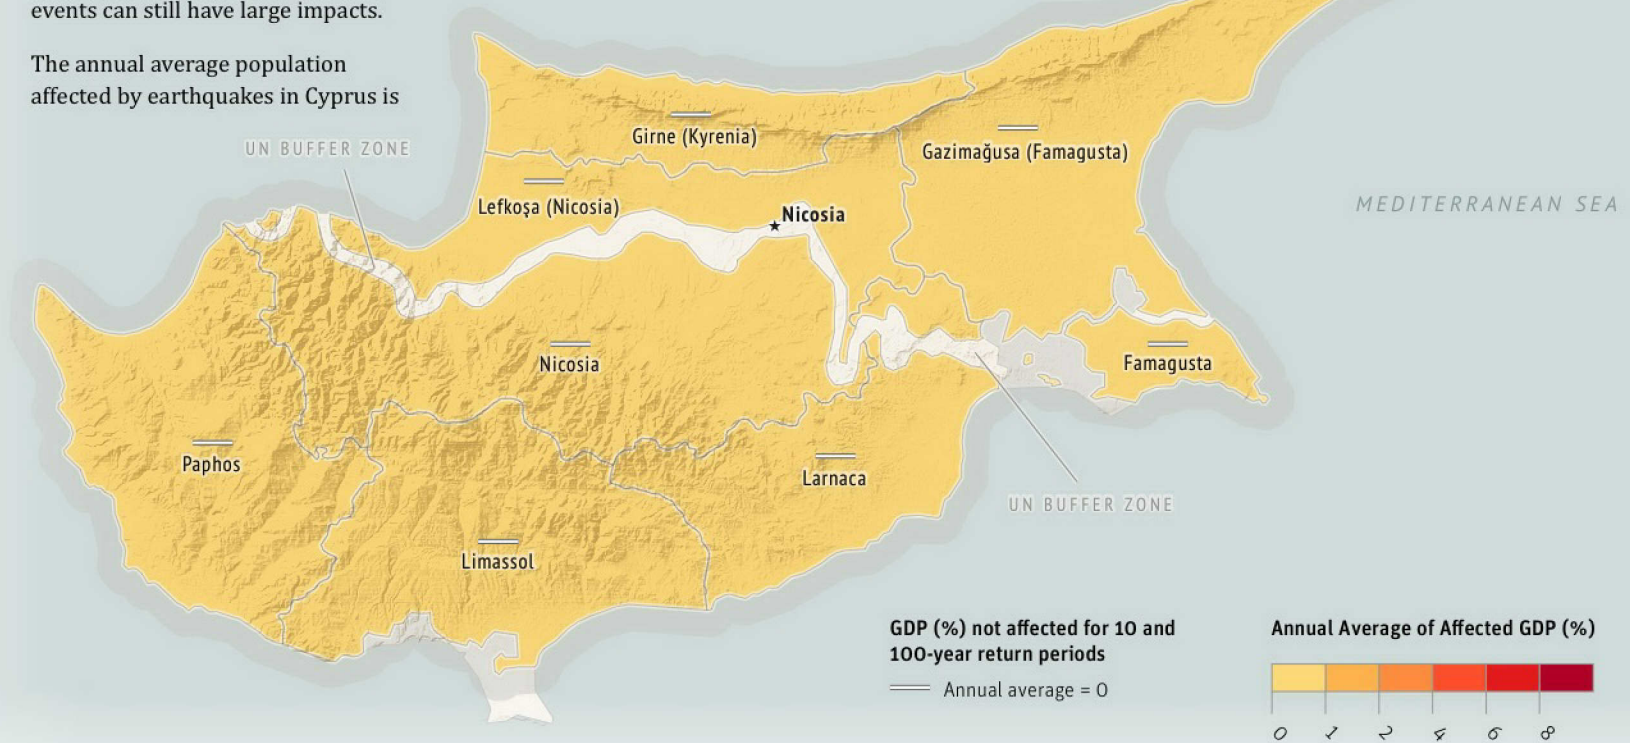 events can still have large impacts.
The annual average population
affected by earthquakes in Cyprus is
UN BUFFER ZONE
Girne (Kyrenia)
Gazimağusa (Famagusta)
Lefkoşa (Nicosia)
Nicosia
MEDITERRANEAN SEA
Nicosia
Famagusta
Paphos
Larnaca
UN BUFFER ZONE
Limassol
GDP (%) not affected for 10 and
100-year return periods
Annual average = 0
Annual Average of Affected GDP (%)
0 1 2 4 6 8